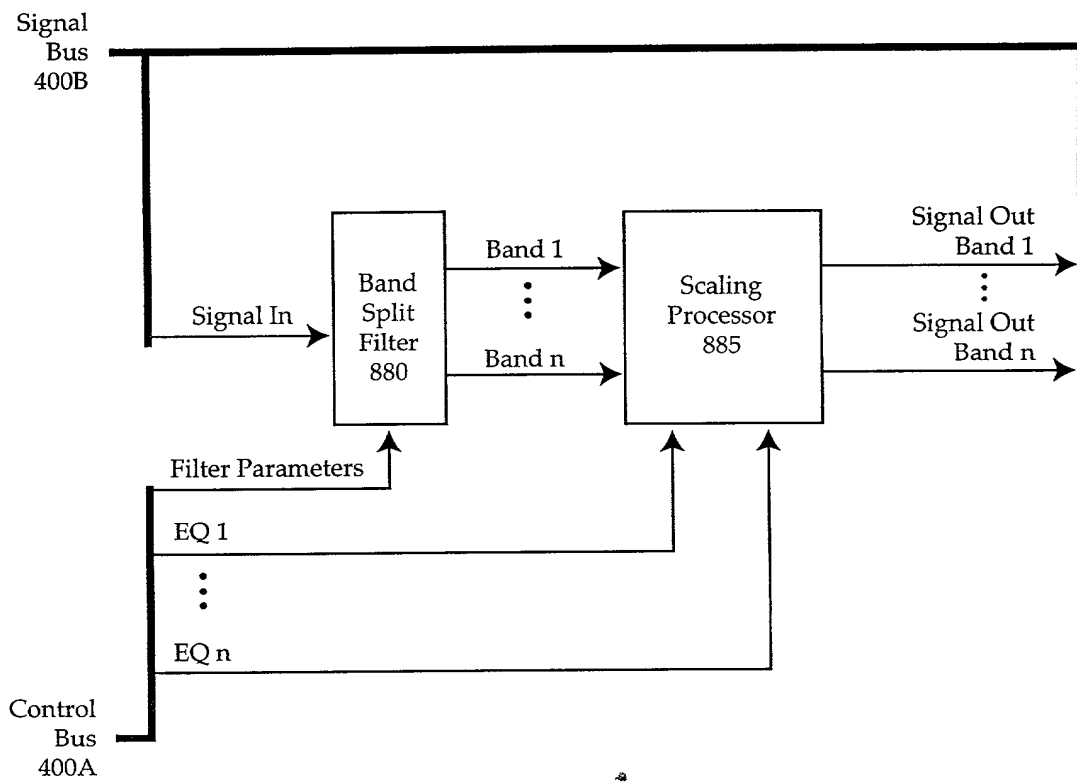 Signal
Bus
400B
Signal In
Band
Split
Filter
880
Band 1
Band n
Scaling
Processor
885
Signal Out
Band 1
Signal Out
Band n
Filter Parameters
EQ 1
EQ n
Control
Bus
400A